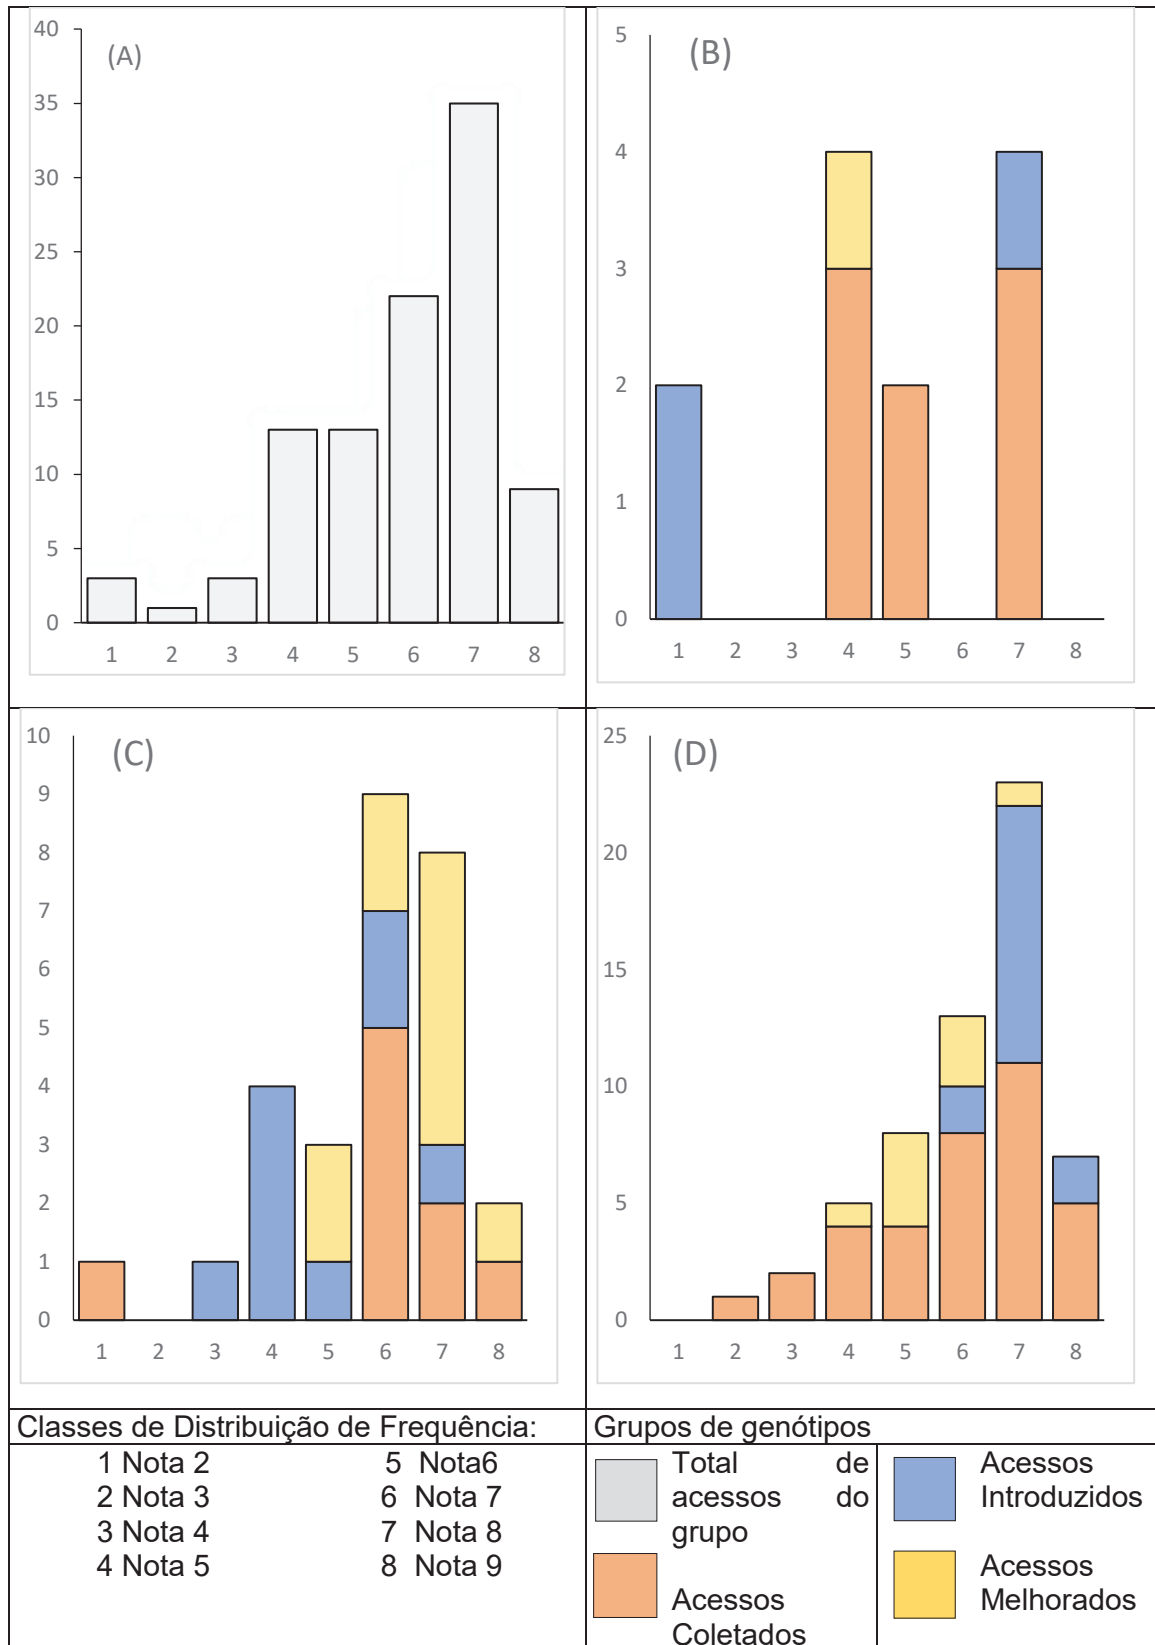 (A)
40
35
30
25
20
15
10
5
0
1 2 3 4 5 6 7 8
(B)
5
4
3
2
1
0
1 2 3 4 5 6 7 8
(C)
10
9
8
7
6
5
4
3
2
1
0
1 2 3 4 5 6 7 8
(D)
25
20
15
10
5
0
1 2 3 4 5 6 7 8
Classes de Distribuição de Frequência:
1 Nota 2
2 Nota 3
3 Nota 4
4 Nota 5
5 Nota6
6 Nota 7
7 Nota 8
8 Nota 9
Grupos de genótipos
Total de
acessos do
grupo
Acessos
Coletados
Acessos
Introduzidos
Acessos
Melhorados